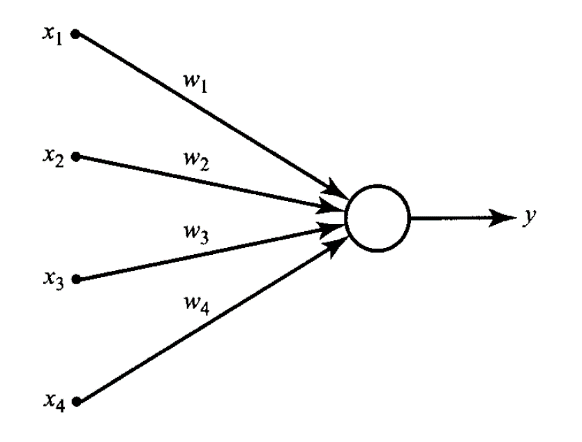 x₁
w₁
x₂
w₂
y
w₃
x₃
w₄
x₄